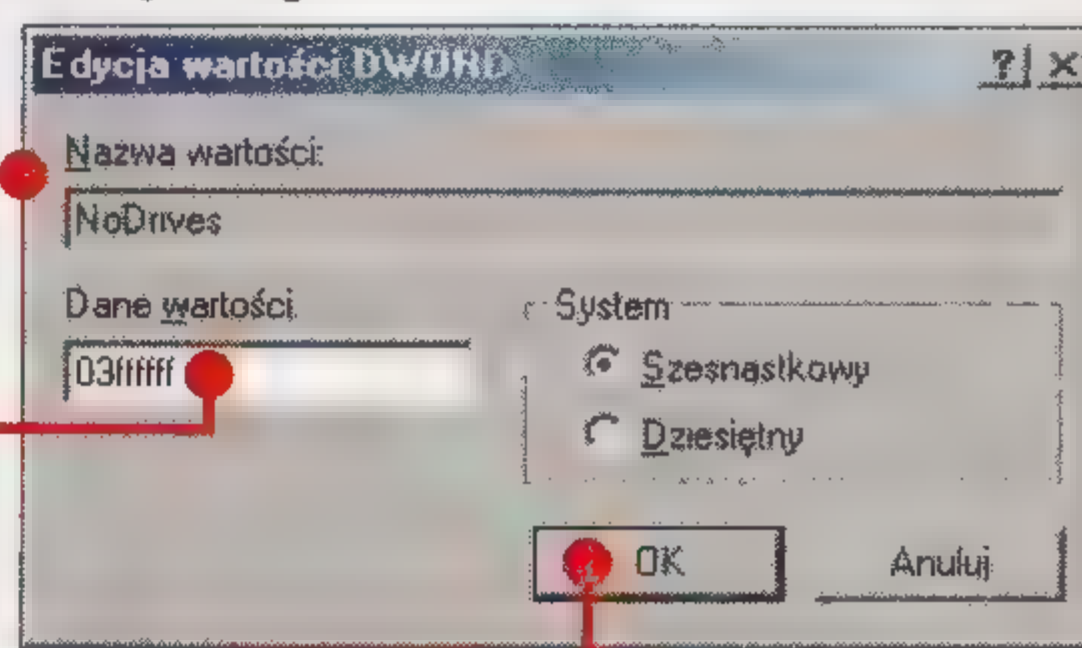 Edycja wartości DWORD
Nazwa wartości:
NoDrives
Dane wartości
System
03ffffff
Szesnastkowy
Dziesiętny
OK
Anuluj